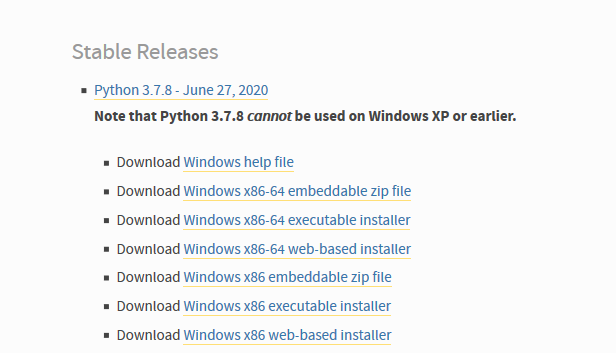 Stable Releases
Python 3.7.8 - June 27, 2020
Note that Python 3.7.8 cannot be used on Windows XP or earlier.
Download Windows help file
Download Windows x86-64 embeddable zip file
Download Windows x86-64 executable installer
Download Windows x86-64 web-based installer
Download Windows x86 embeddable zip file
Download Windows x86 executable installer
Download Windows x86 web-based installer